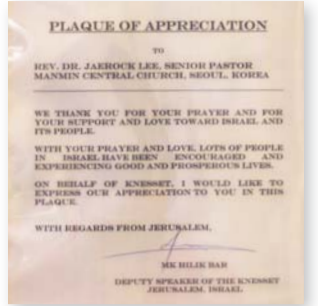 PLAQUE OF APPRECIATION
TO
REV. DR. JAEROCK LEE, SENIOR PASTOR
MANMIN CENTRAL CHURCH, SEOUL, KOREA
WE THANK YOU FOR YOUR PRAYER AND FOR
YOUR SUPPORT AND LOVE TOWARD ISRAEL AND
ITS PEOPLE.
WITH YOUR PRAYER AND LOVE, LOTS OF PEOPLE
IN ISRAEL HAVE BEEN ENCOURAGED AND
EXPERIENCING GOOD AND PROSPEROUS LIVES.
ON BEHALF OF KNESSET, I WOULD LIKE TO
EXPRESS OUR APPRECIATION TO YOU IN THIS
PLAQUE.
WITH REGARDS FROM JERUSALEM,
MK HILIK BAR
DEPUTY SPEAKER OF THE KNESSET
JERUSALEM, ISRAEL